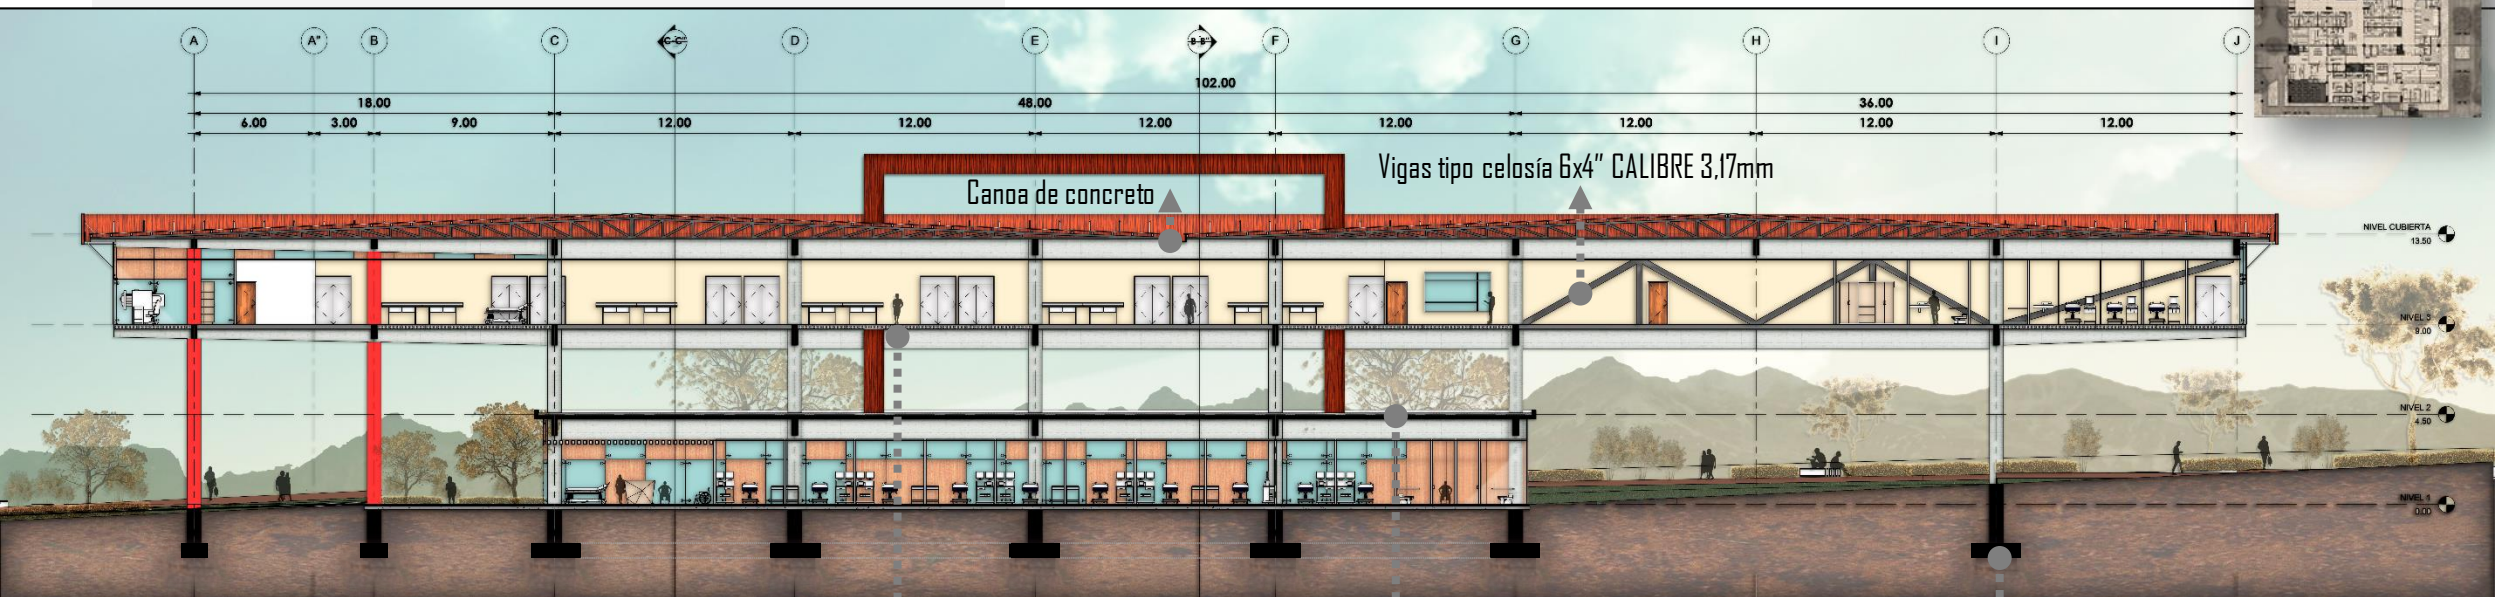 A A" B C C-C" D E B-B" F G H I J
102.00
18.00 48.00 36.00
6.00 3.00 9.00 12.00 12.00 12.00 12.00 12.00 12.00 12.00
Vigas tipo celosía 6x4" CALIBRE 3,17mm
Canoa de concreto
NIVEL CUBIERTA
13.50
NIVEL 3
9.00
NIVEL 2
4.50
NIVEL 1
0.00